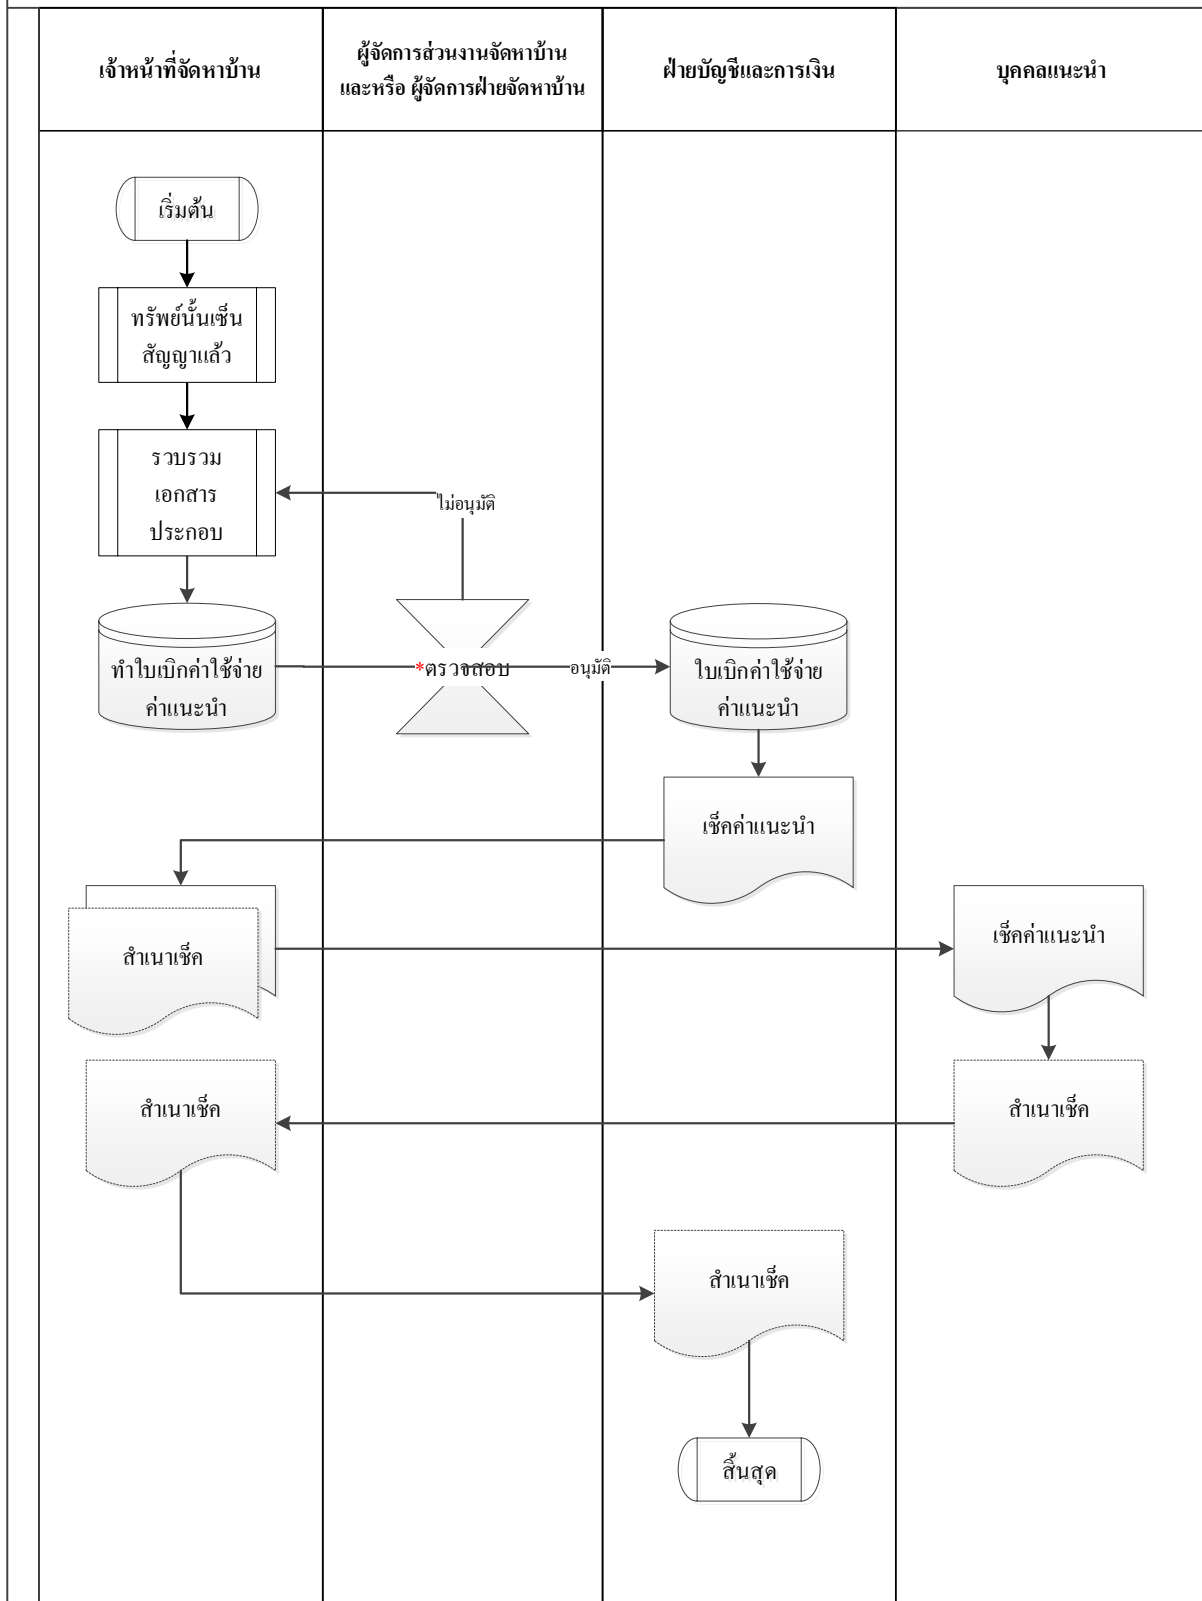 เจ้าหน้าที่จัดหาบ้าน
ผู้จัดการส่วนงานจัดหาบ้าน
และหรือ ผู้จัดการฝ่ายจัดหาบ้าน
ฝ่ายบัญชีและการเงิน
บุคคลแนะนำ
เริ่มต้น
ทรัพย์นั้นเซ็น
สัญญาแล้ว
รวบรวม
เอกสาร
ประกอบ
ไม่อนุมัติ
ทำใบเบิกค่าใช้จ่าย
ค่าแนะนำ
*ตรวจสอบ
อนุมัติ
ใบเบิกค่าใช้จ่าย
ค่าแนะนำ
เช็คค่าแนะนำ
สำเนาเช็ค
เช็คค่าแนะนำ
สำเนาเช็ค
สำเนาเช็ค
สำเนาเช็ค
สิ้นสุด